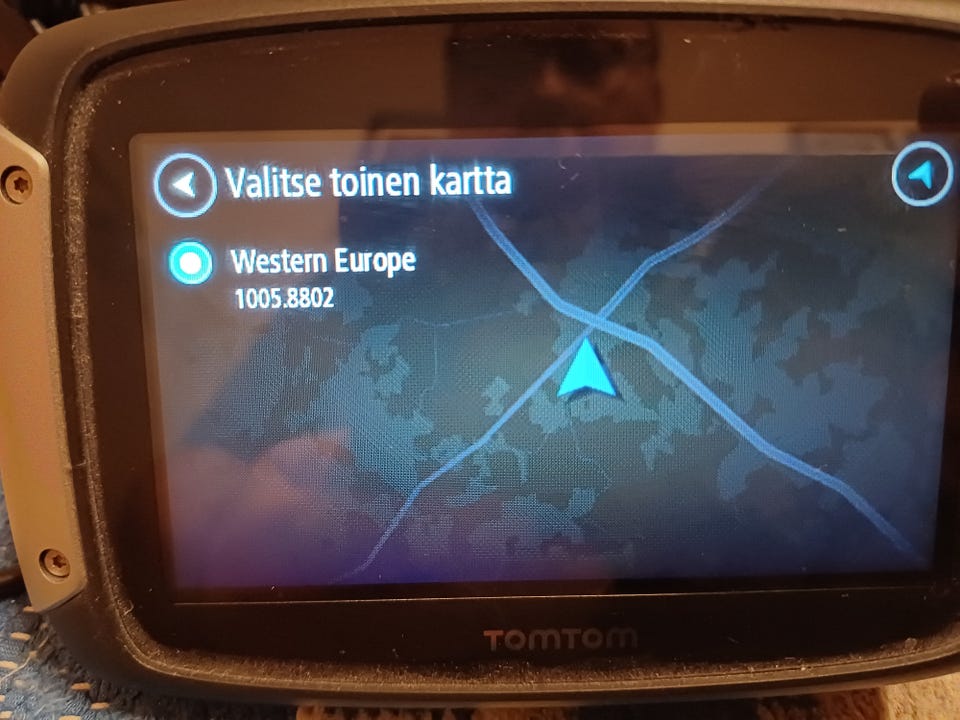 Valitse toinen kartta
Western Europe
1005.8802
TOMTOM